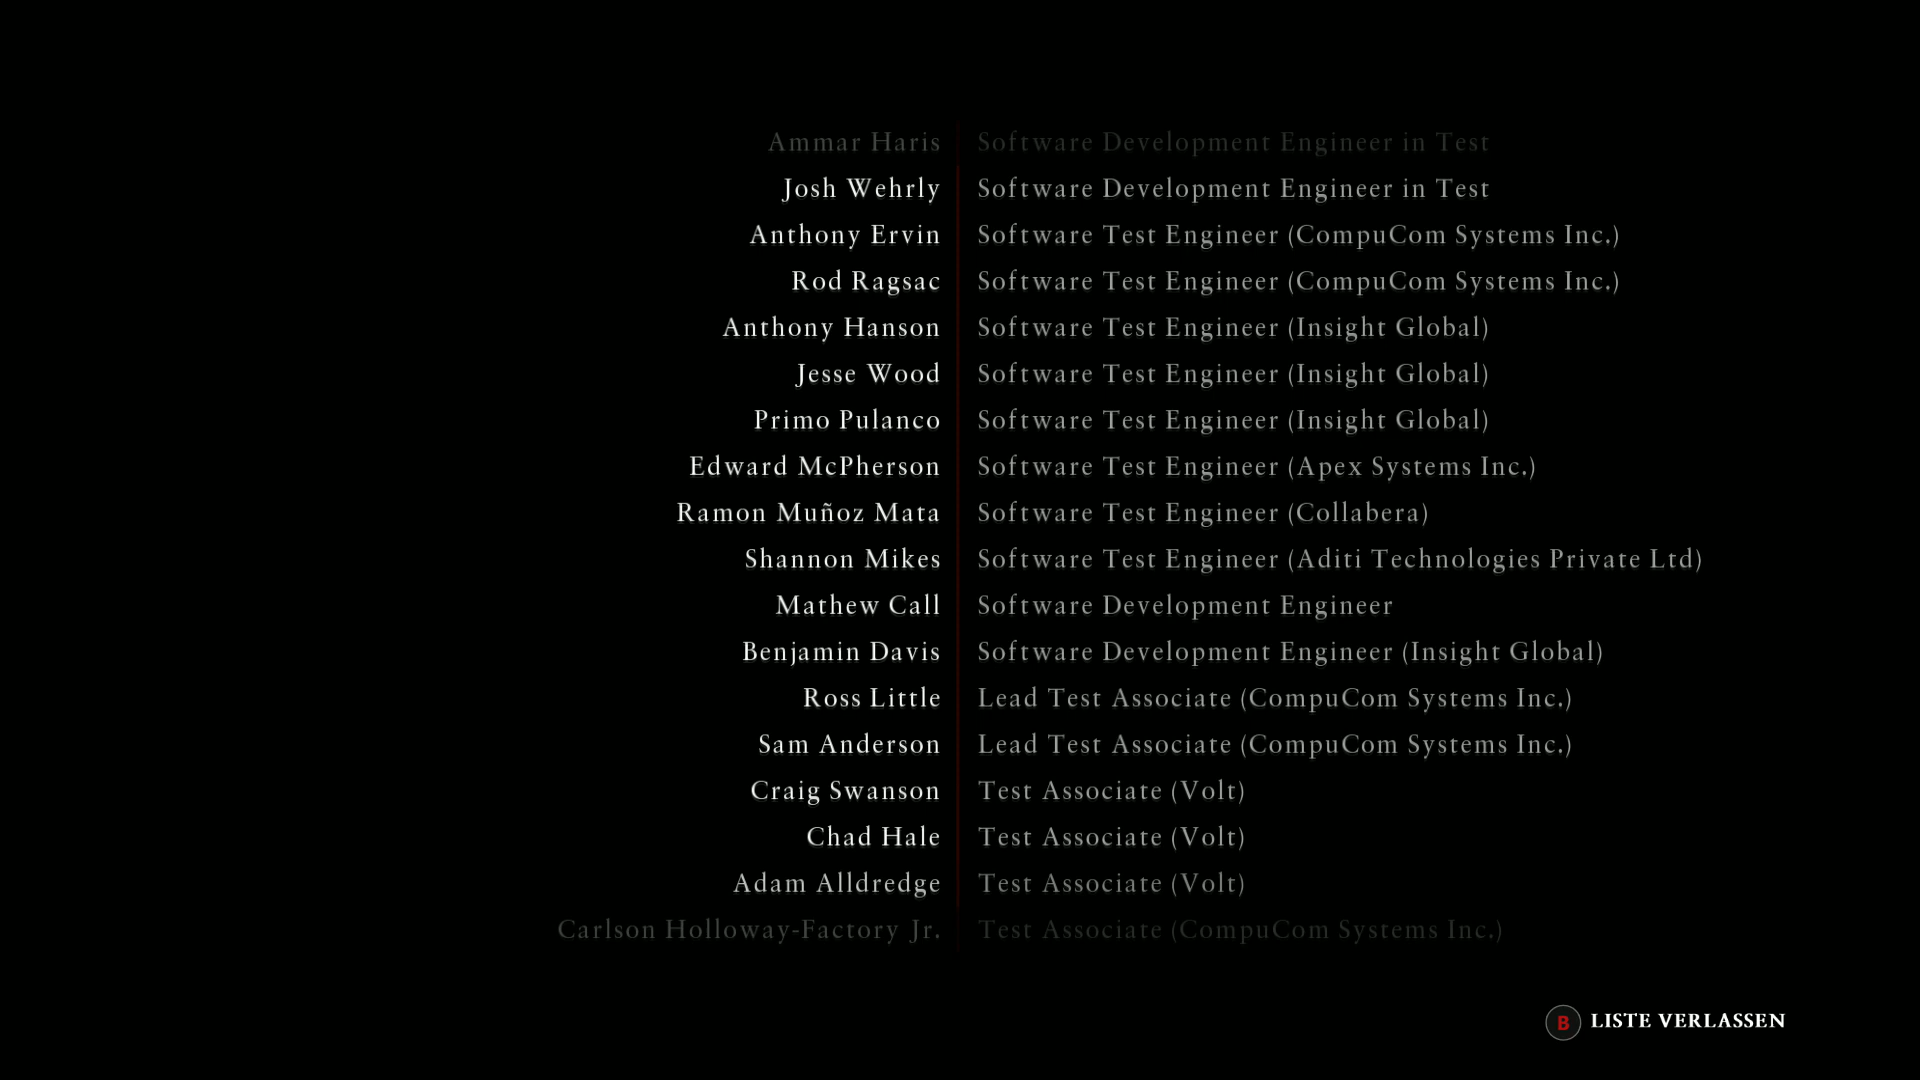 Ammar Haris Software Development Engineer in Test
Josh Wehrly Software Development Engineer in Test
Anthony Ervin Software Test Engineer (CompuCom Systems Inc.)
Rod Ragsac Software Test Engineer (CompuCom Systems Inc.)
Anthony Hanson Software Test Engineer (Insight Global)
Jesse Wood Software Test Engineer (Insight Global)
Primo Pulanco Software Test Engineer (Insight Global)
Edward McPherson Software Test Engineer (Apex Systems Inc.)
Ramon Muñoz Mata Software Test Engineer (Collabera)
Shannon Mikes Software Test Engineer (Aditi Technologies Private Ltd)
Mathew Call Software Development Engineer
Benjamin Davis Software Development Engineer (Insight Global)
Ross Little Lead Test Associate (CompuCom Systems Inc.)
Sam Anderson Lead Test Associate (CompuCom Systems Inc.)
Craig Swanson Test Associate (Volt)
Chad Hale Test Associate (Volt)
Adam Alldredge Test Associate (Volt)
Carlson Holloway-Factory Jr. Test Associate (CompuCom Systems Inc.)
B LISTE VERLASSEN